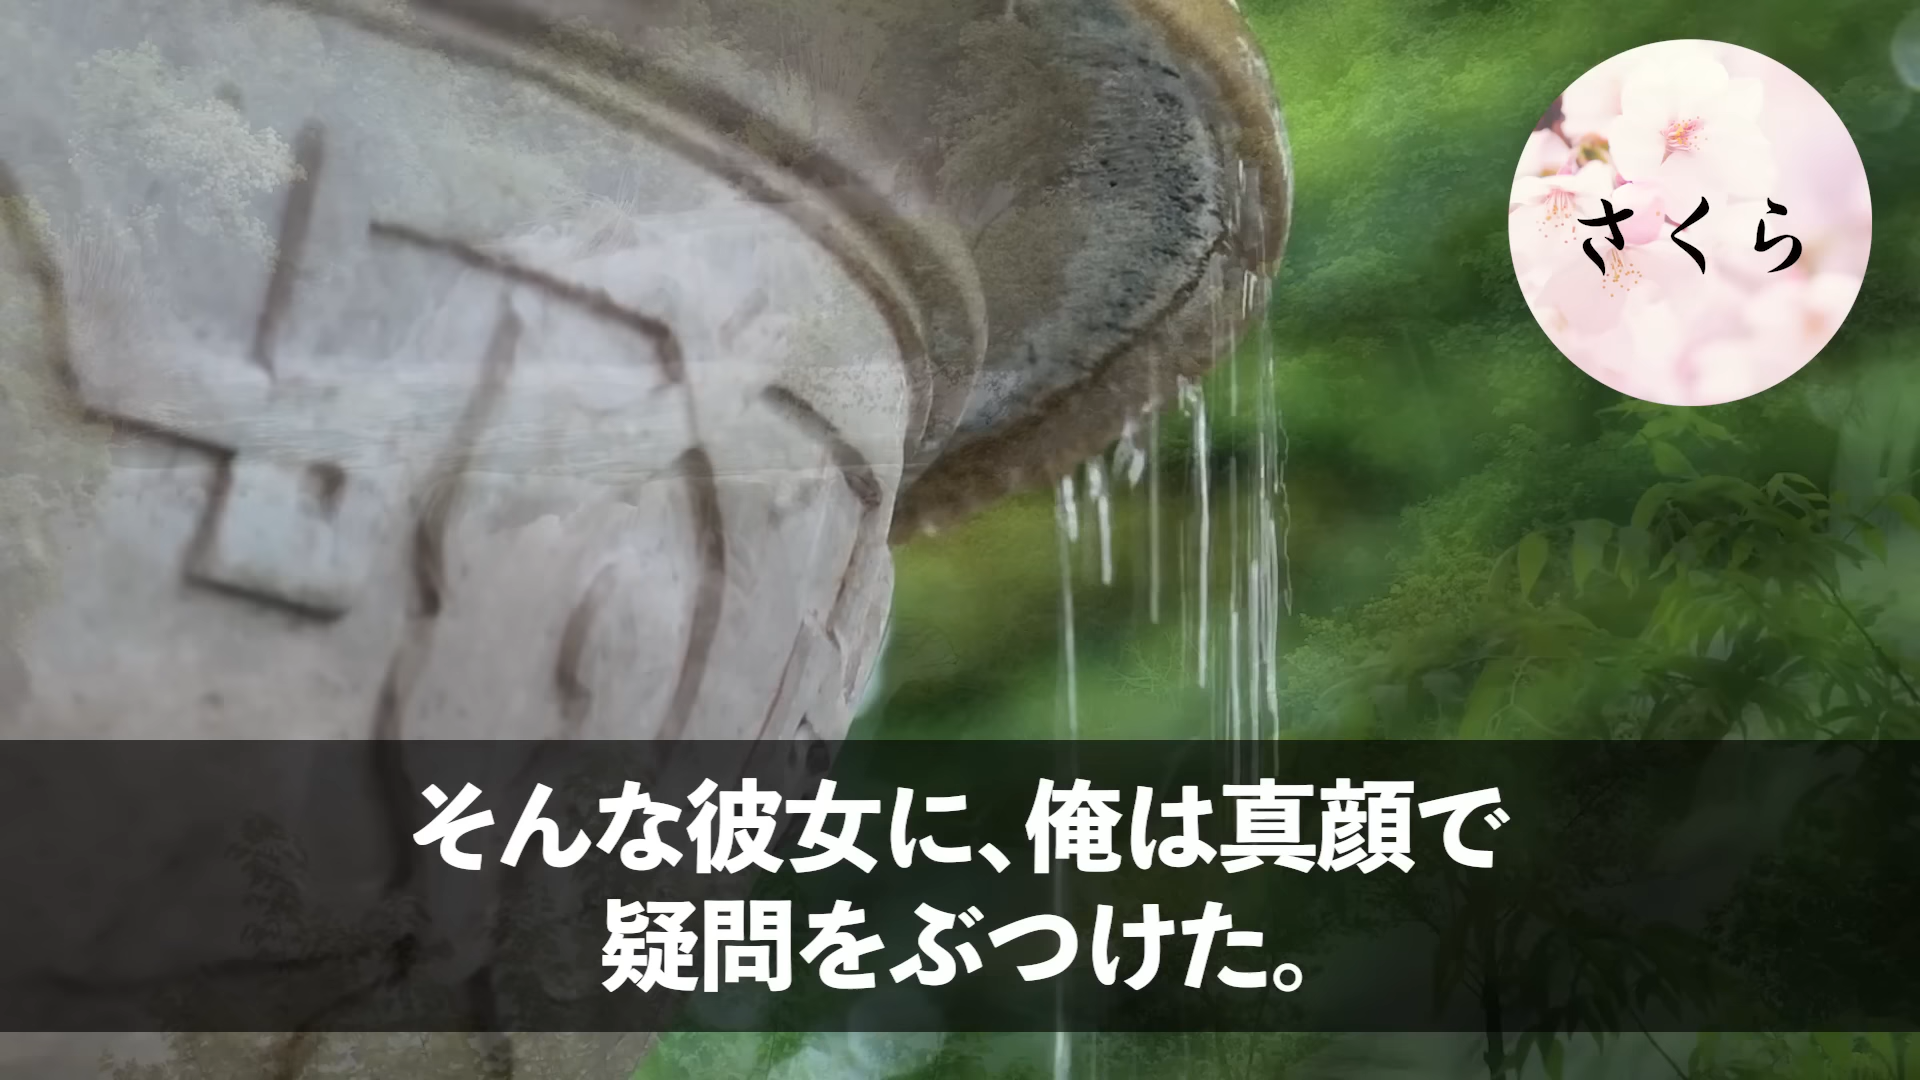 さくら
そんな彼女に、俺は真顔で
疑問をぶつけた。